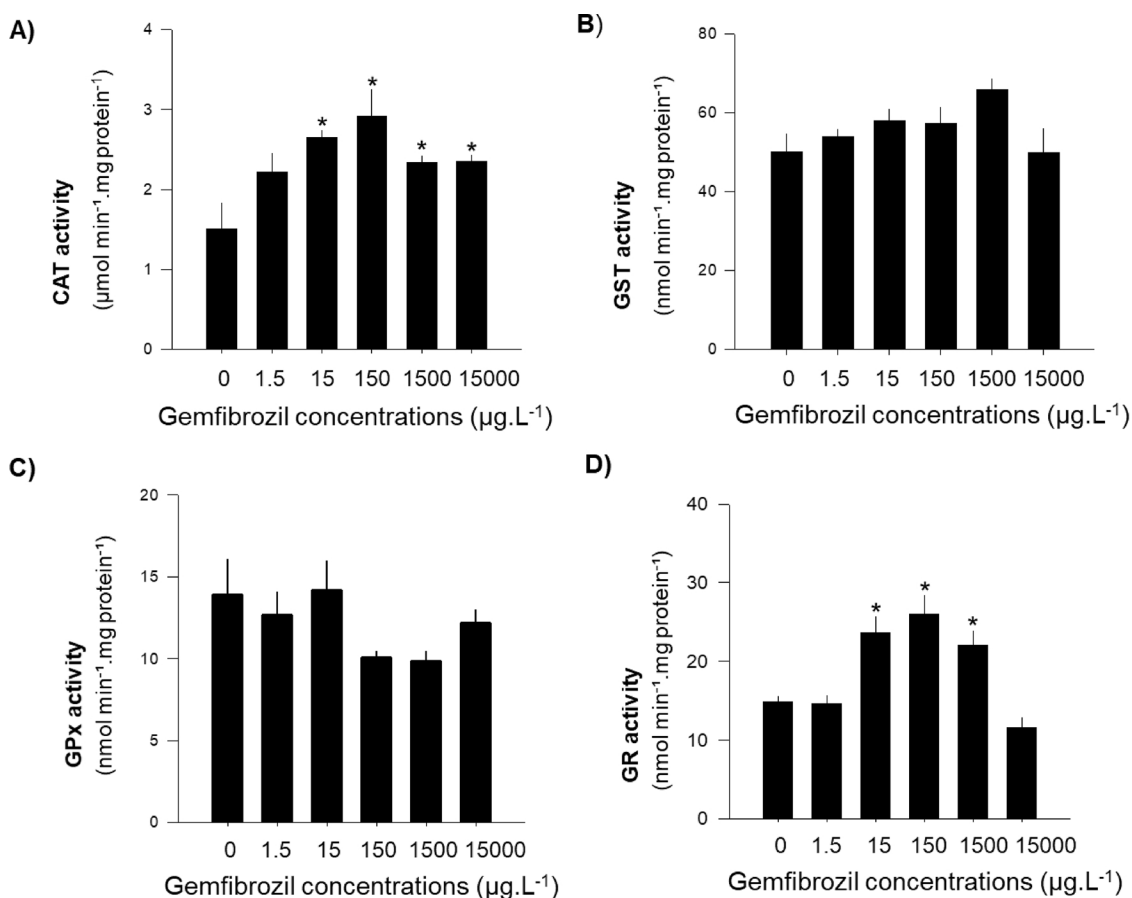 A)
CAT activity
(µmol min⁻¹.mg protein⁻¹)
4
3
2
1
0
*
*
*
*
0 1.5 15 150 1500 15000
Gemfibrozil concentrations (µg.L⁻¹)
B)
GST activity
(nmol min⁻¹.mg protein⁻¹)
80
60
40
20
0
0 1.5 15 150 1500 15000
Gemfibrozil concentrations (µg.L⁻¹)
C)
GPx activity
(nmol min⁻¹.mg protein⁻¹)
20
15
10
5
0
0 1.5 15 150 1500 15000
Gemfibrozil concentrations (µg.L⁻¹)
D)
GR activity
(nmol min⁻¹.mg protein⁻¹)
40
30
20
10
0
*
*
*
0 1.5 15 150 1500 15000
Gemfibrozil concentrations (µg.L⁻¹)